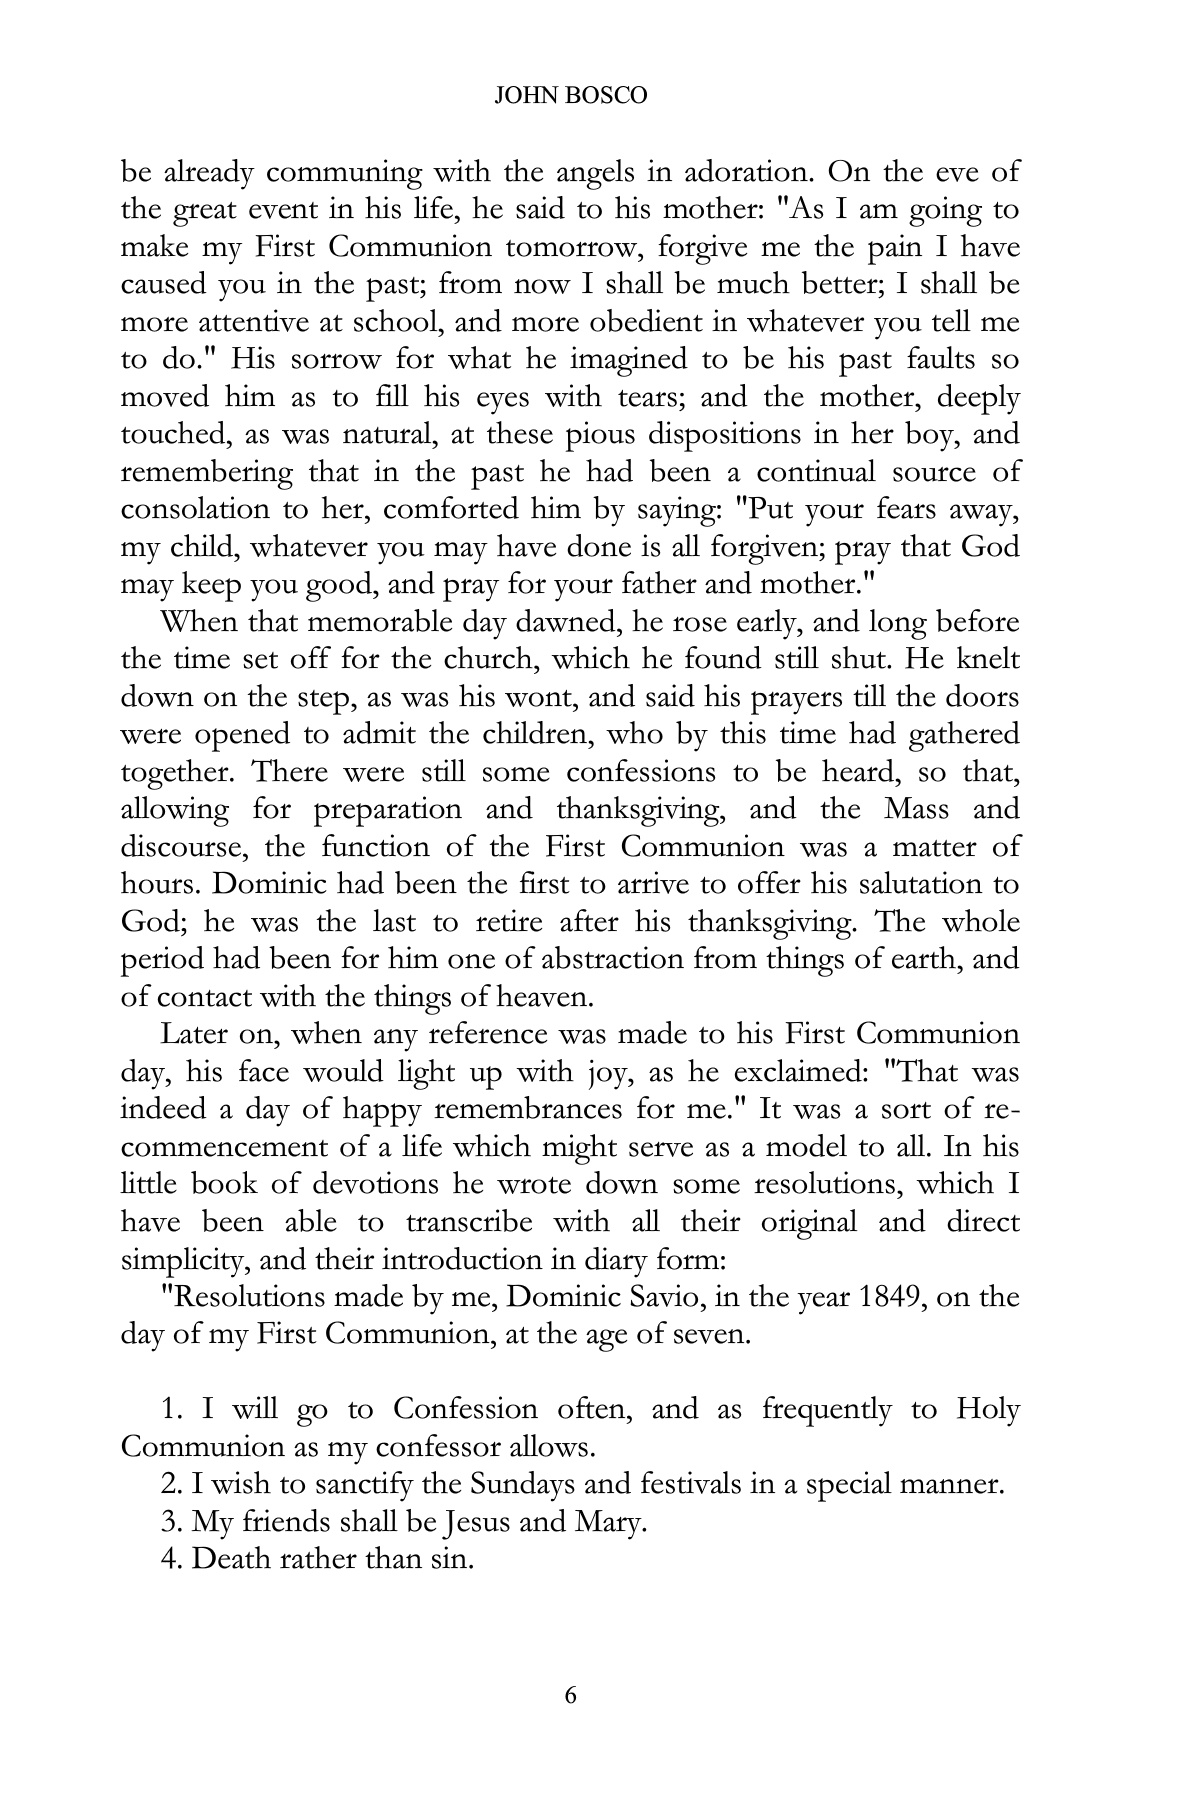 JOHN BOSCO
be already communing with the angels in adoration. On the eve of
the great event in his life, he said to his mother: "As I am going to
make my First Communion tomorrow, forgive me the pain I have
caused you in the past; from now I shall be much better; I shall be
more attentive at school, and more obedient in whatever you tell me
to do." His sorrow for what he imagined to be his past faults so
moved him as to fill his eyes with tears; and the mother, deeply
touched, as was natural, at these pious dispositions in her boy, and
remembering that in the past he had been a continual source of
consolation to her, comforted him by saying: "Put your fears away,
my child, whatever you may have done is all forgiven; pray that God
may keep you good, and pray for your father and mother."
When that memorable day dawned, he rose early, and long before
the time set off for the church, which he found still shut. He knelt
down on the step, as was his wont, and said his prayers till the doors
were opened to admit the children, who by this time had gathered
together. There were still some confessions to be heard, so that,
allowing for preparation and thanksgiving, and the Mass and
discourse, the function of the First Communion was a matter of
hours. Dominic had been the first to arrive to offer his salutation to
God; he was the last to retire after his thanksgiving. The whole
period had been for him one of abstraction from things of earth, and
of contact with the things of heaven.
Later on, when any reference was made to his First Communion
day, his face would light up with joy, as he exclaimed: "That was
indeed a day of happy remembrances for me." It was a sort of re-
commencement of a life which might serve as a model to all. In his
little book of devotions he wrote down some resolutions, which I
have been able to transcribe with all their original and direct
simplicity, and their introduction in diary form:
"Resolutions made by me, Dominic Savio, in the year 1849, on the
day of my First Communion, at the age of seven.
1. I will go to Confession often, and as frequently to Holy
Communion as my confessor allows.
2. I wish to sanctify the Sundays and festivals in a special manner.
3. My friends shall be Jesus and Mary.
4. Death rather than sin.
6